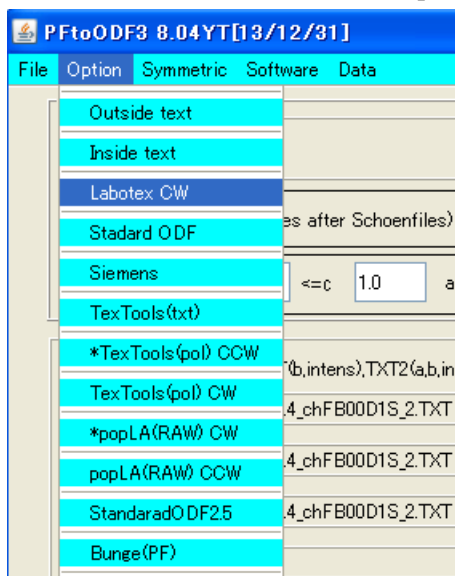 PFtoODF3 8.04YT[13/12/31]
File Option Symmetric Software Data
Outside text
Inside text
Labotex CW
es after Schoenfiles)
Stadard ODF
Siemens
<=c 1.0 a
TexTools(txt)
*TexTools(pol) CCW
T(b,intens),TXT2(a,b,in
TexTools(pol) CW
.4_chFB00D1S_2.TXT
*popLA(RAW) CW
popLA(RAW) CCW
.4_chFB00D1S_2.TXT
StandaradODF2.5
.4_chFB00D1S_2.TXT
Bunge(PF)